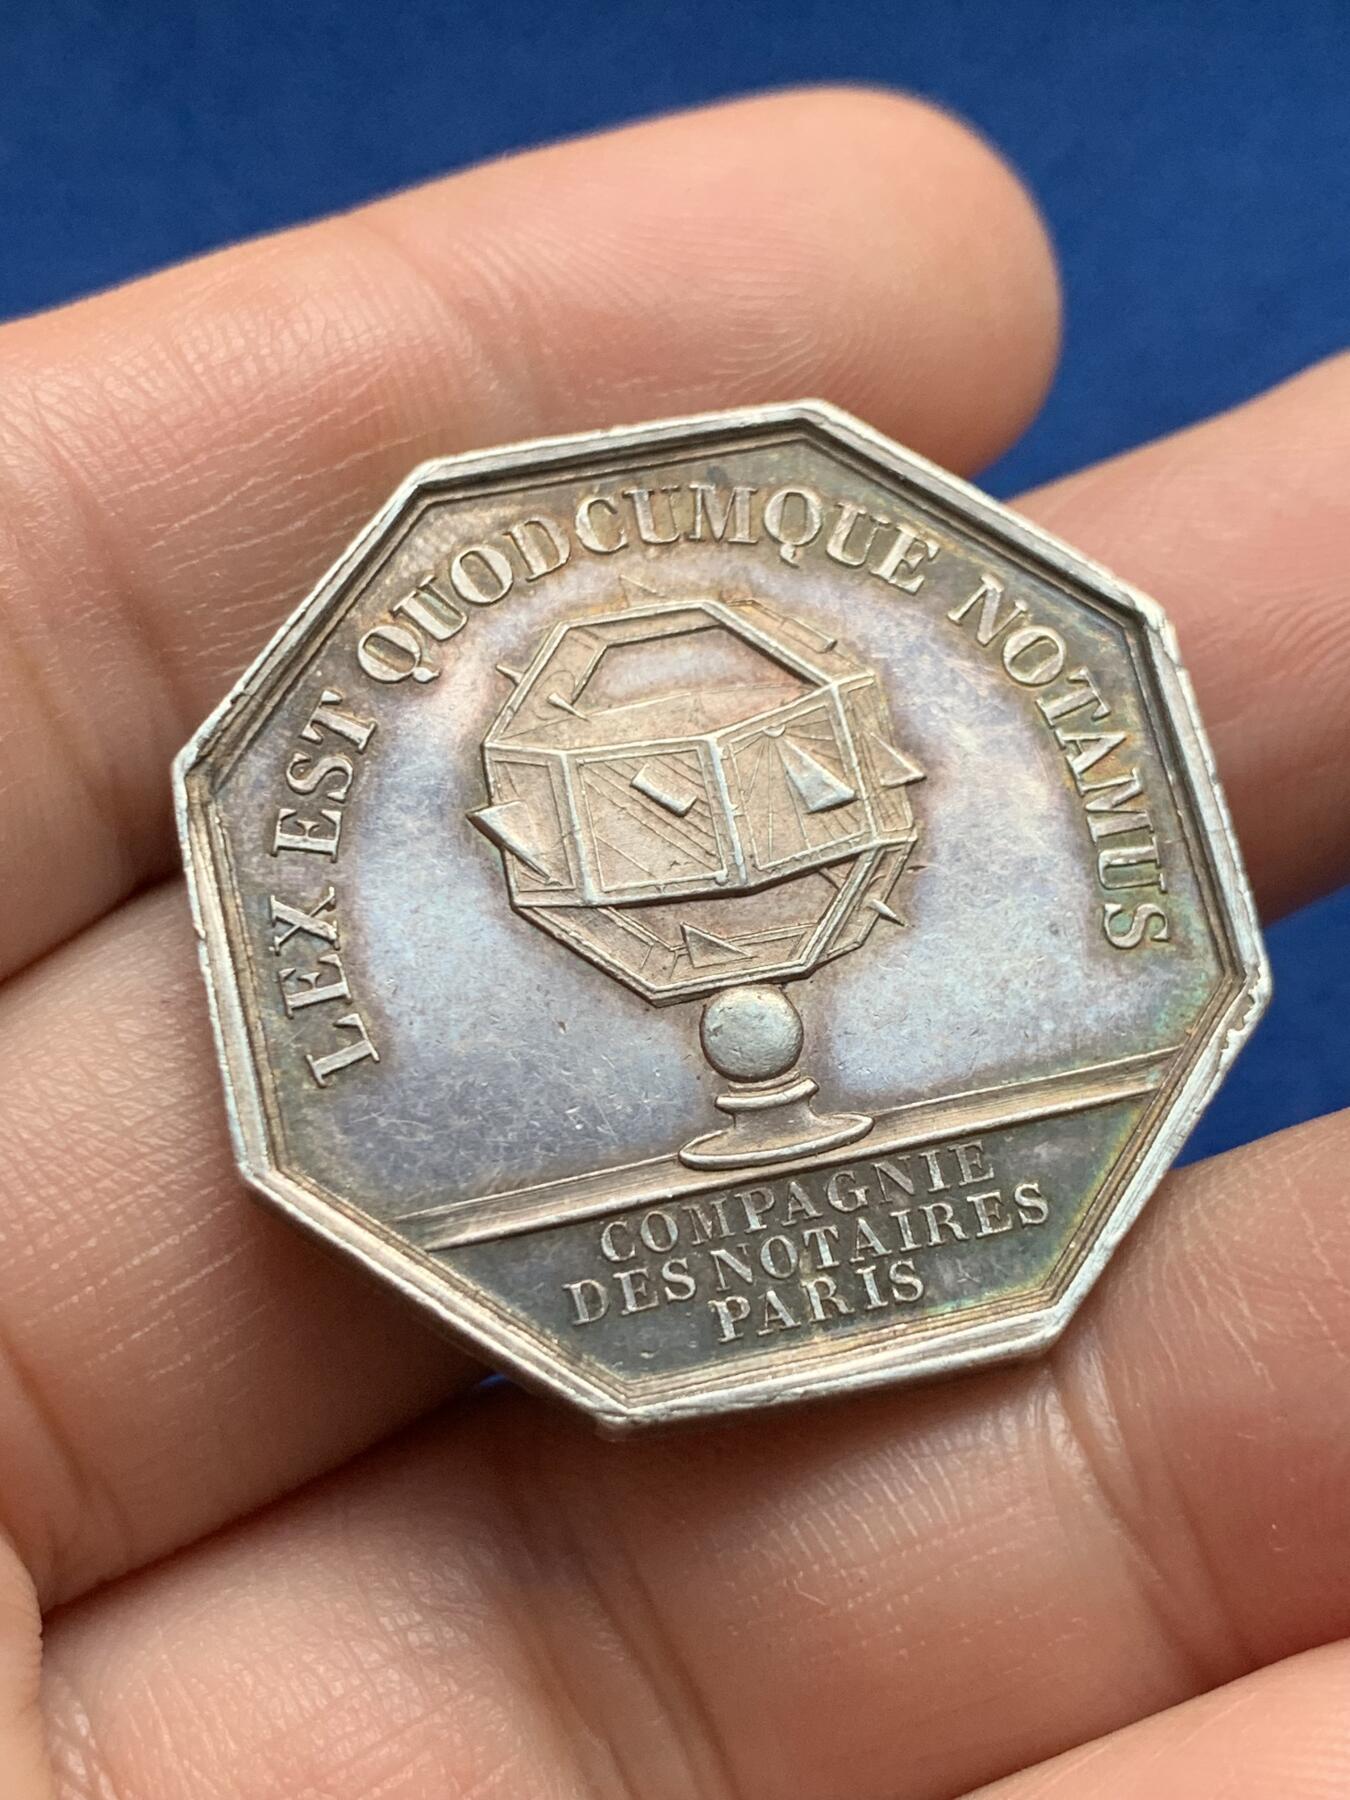 LEX EST QUODCUMQUE NOTAMUS
COMPAGNIE
DES NOTAIRES
PARIS